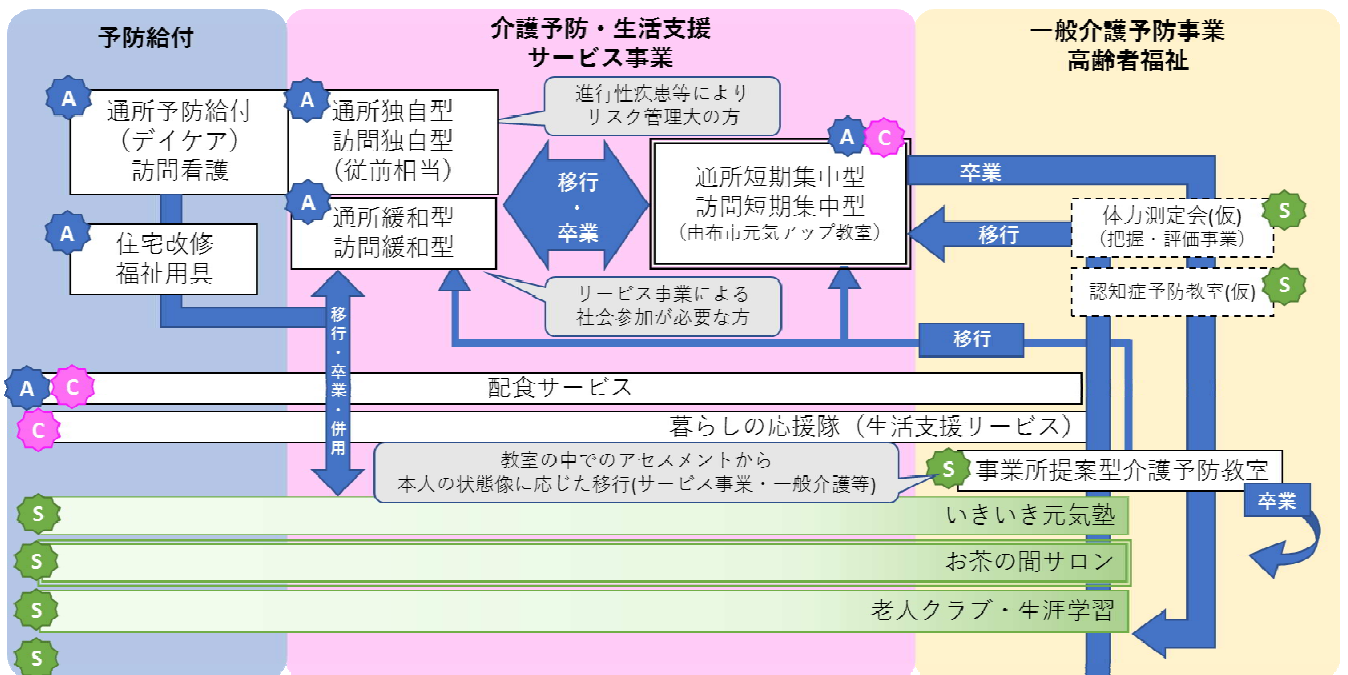 予防給付
介護予防・生活支援
サービス事業
一般介護予防事業
高齢者福祉
A
通所予防給付
（デイケア）
訪問看護
A
住宅改修
福祉用具
A
通所独自型
訪問独自型
（従前相当）
A
通所緩和型
訪問緩和型
進行性疾患等により
リスク管理大の方
移行
・
卒業
A
C
通所短期集中型
訪問短期集中型
（由布市元気アップ教室）
卒業
移行
体力測定会(仮)
（把握・評価事業）
S
認知症予防教室(仮)
S
リービス事業による
社会参加が必要な方
移行
移行・卒業・併用
A
C
配食サービス
C
暮らしの応援隊（生活支援リービス）
教室の中でのアセスメントから
本人の状態像に応じた移行(サービス事業・一般介護等)
S
事業所提案型介護予防教室
卒業
S
いきいき元気塾
S
お茶の間サロン
S
老人クラブ・生涯学習
S